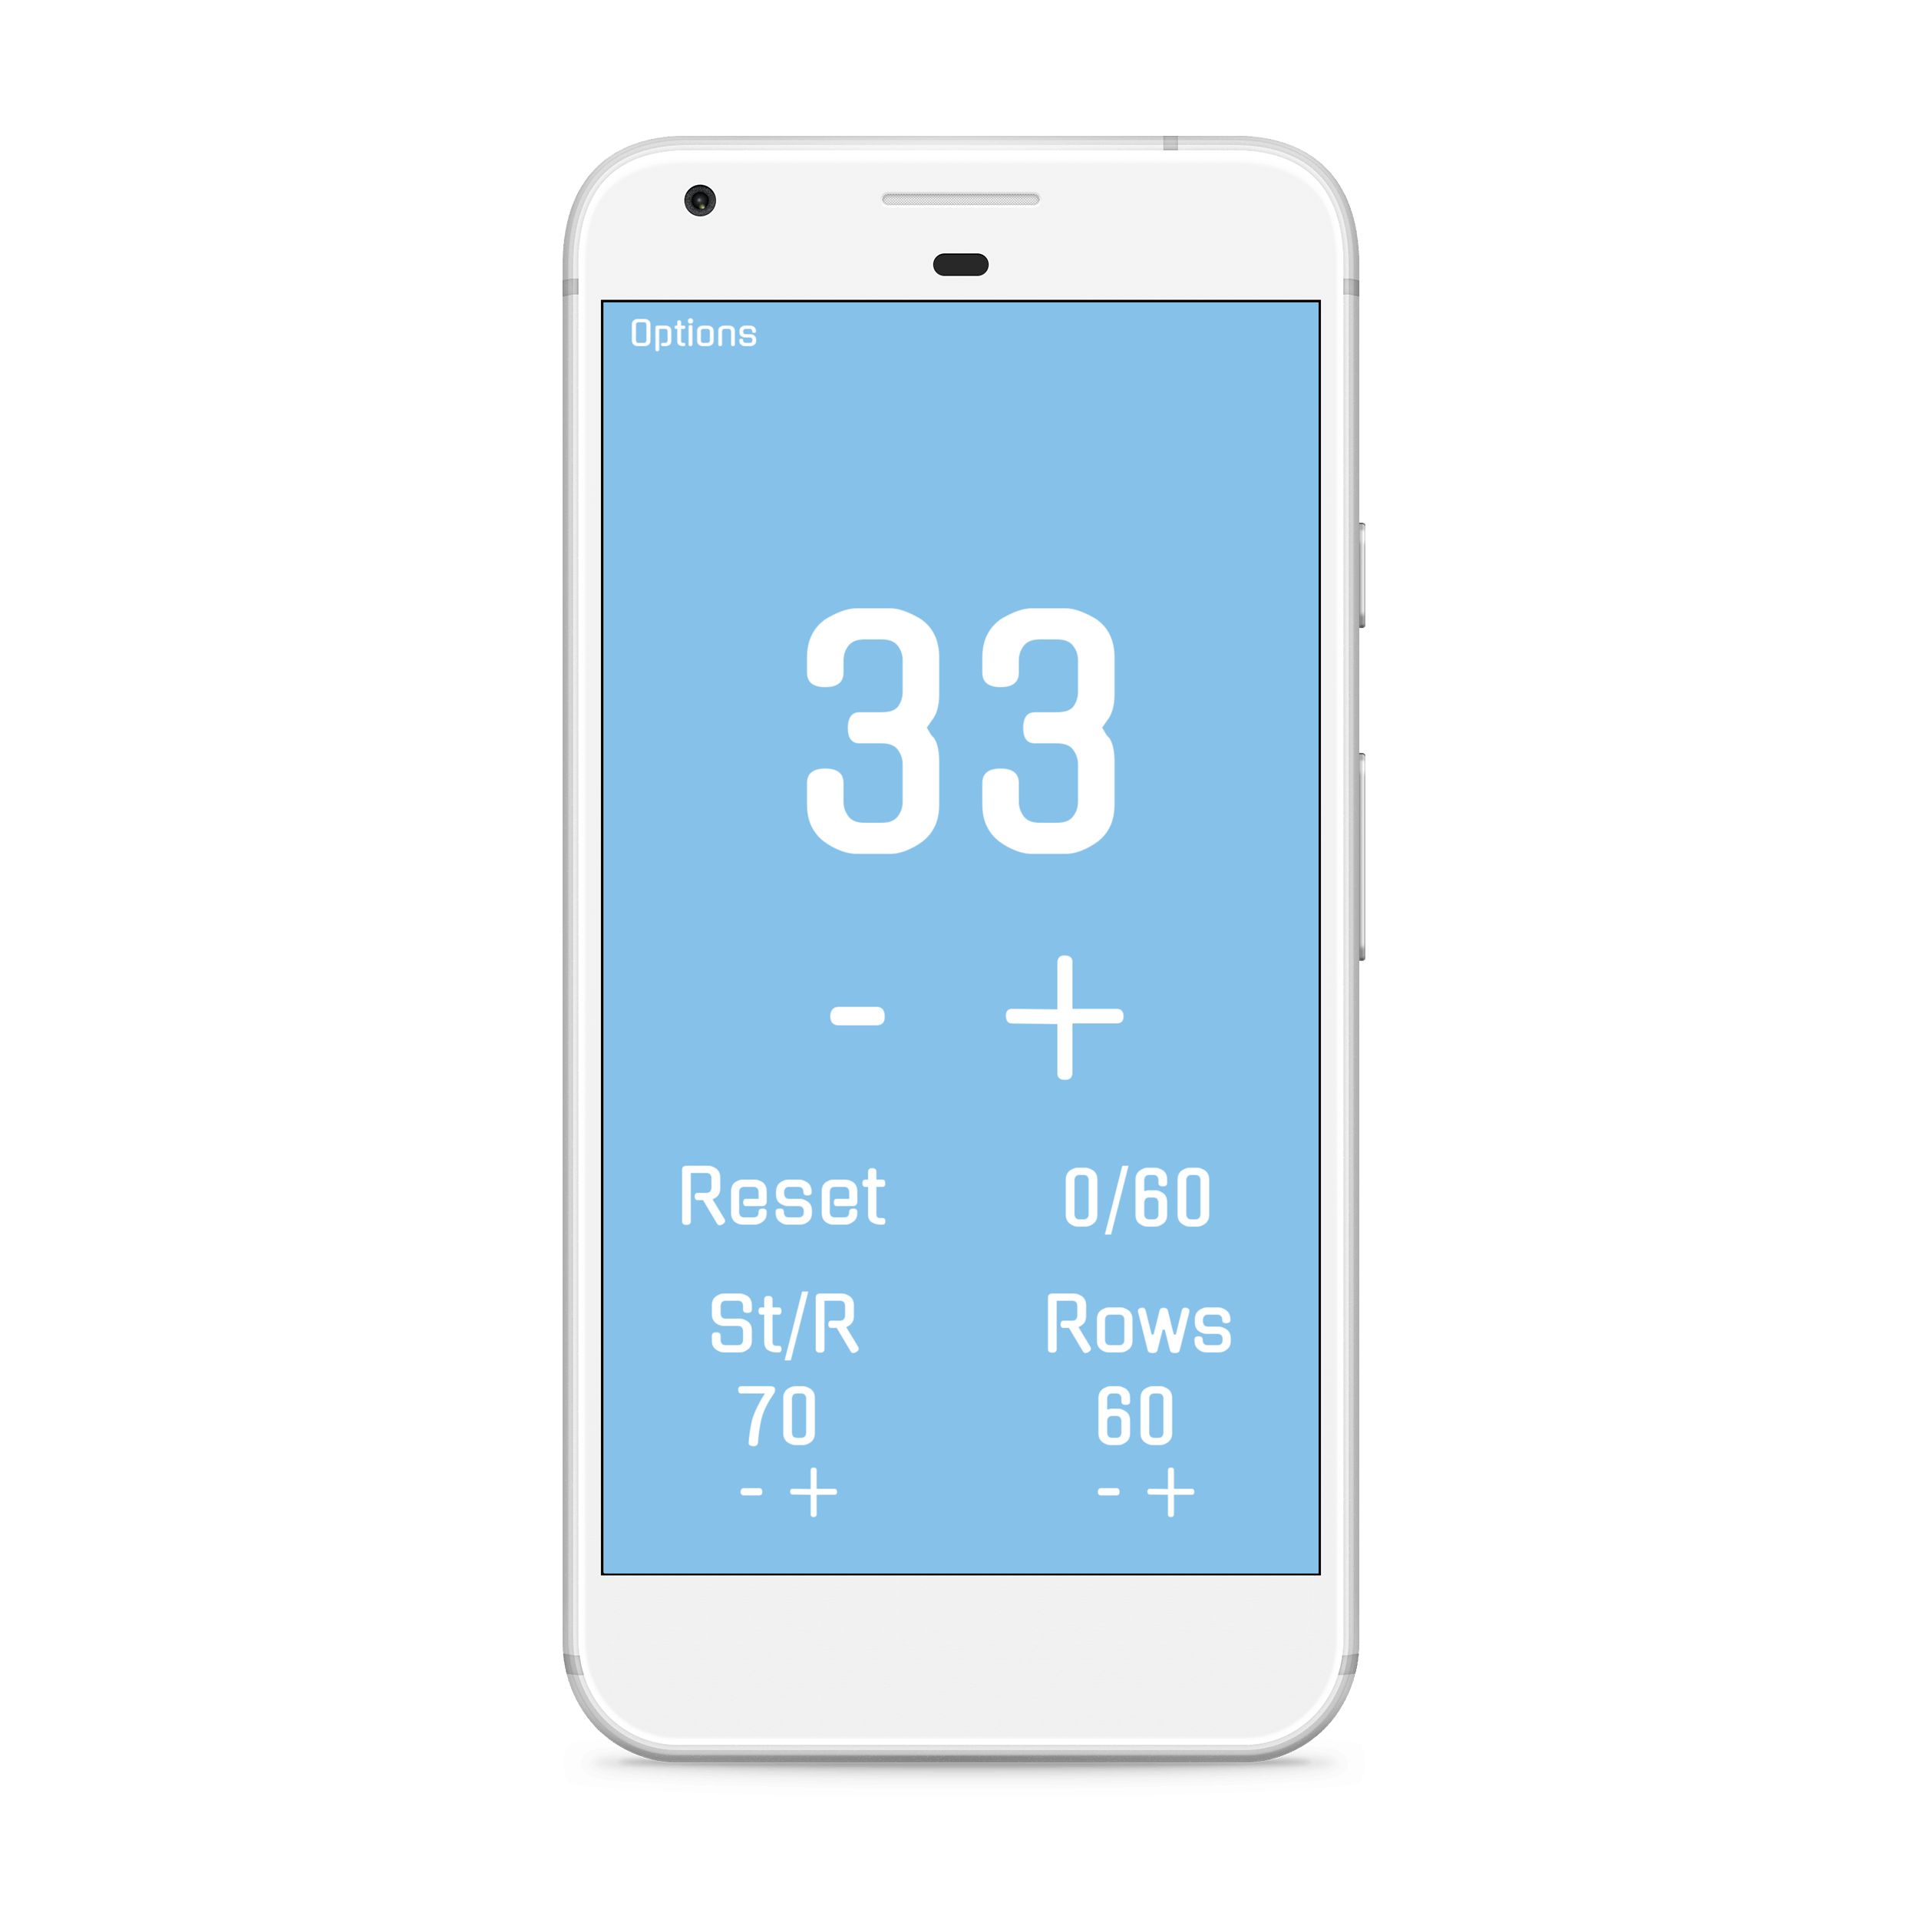 Options
33
- +
Reset 0/60
St/R Rows
70 60
- + - +